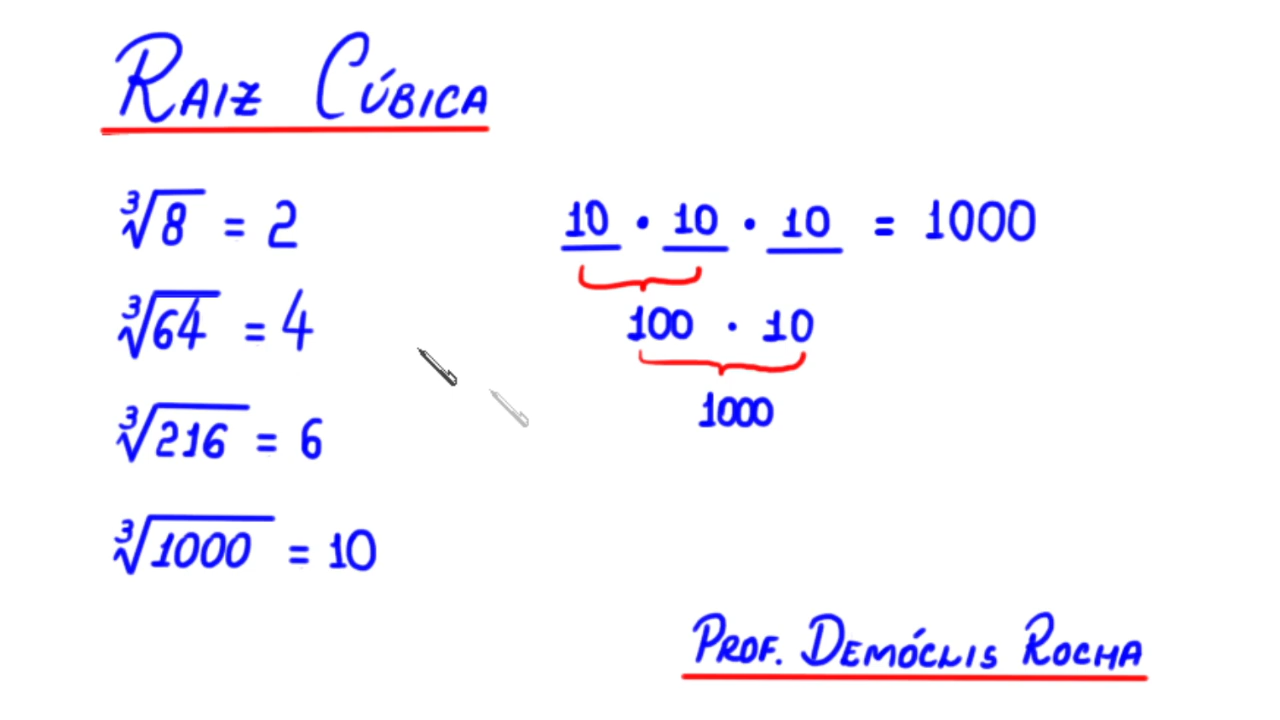 RAIZ CÚBICA
∛8 = 2
∛64 = 4
∛216 = 6
∛1000 = 10
10 · 10 · 10 = 1000
100 · 10
1000
PROF. DEMÓCLIS ROCHA